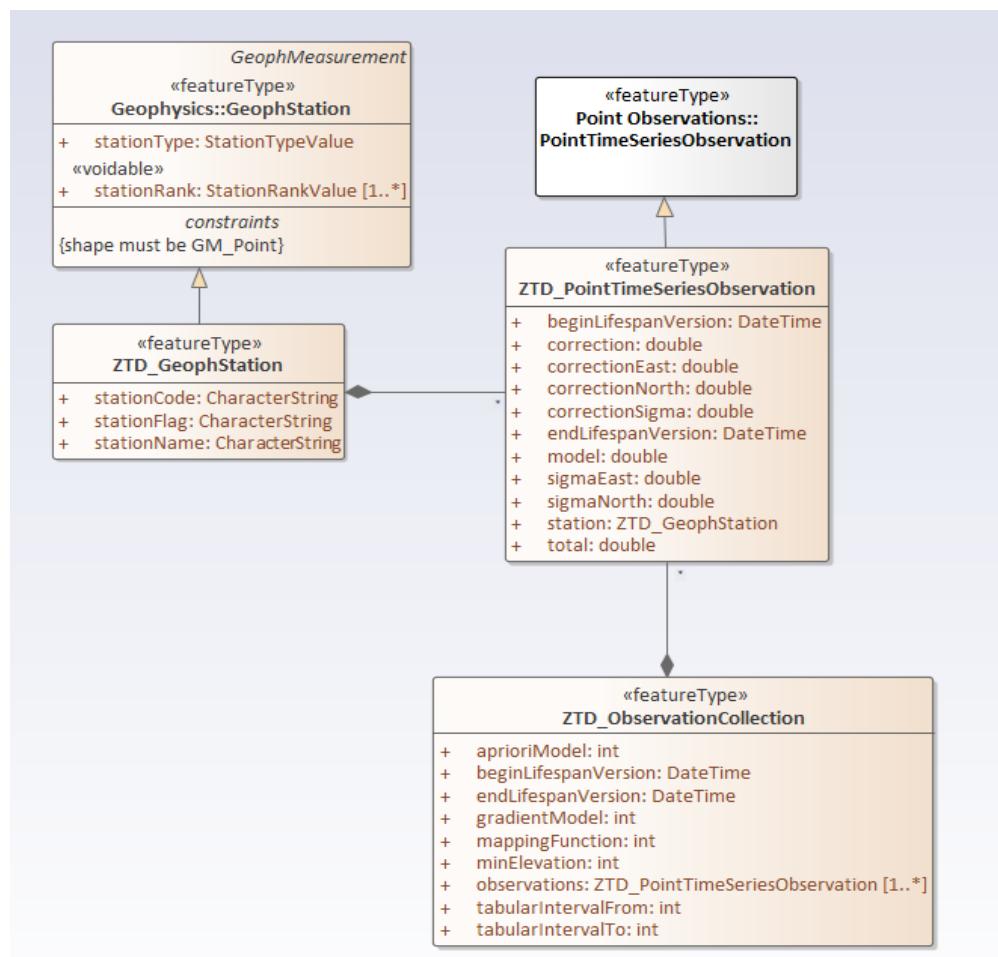 GeophMeasurement
«featureType»
Geophysics::GeophStation
+ stationType: StationTypeValue
«voidable»
+ stationRank: StationRankValue [1..*]
constraints
{shape must be GM_Point}
«featureType»
Point Observations::
PointTimeSeriesObservation
«featureType»
ZTD_GeophStation
+ stationCode: CharacterString
+ stationFlag: CharacterString
+ stationName: CharacterString
*
«featureType»
ZTD_PointTimeSeriesObservation
+ beginLifespanVersion: DateTime
+ correction: double
+ correctionEast: double
+ correctionNorth: double
+ correctionSigma: double
+ endLifespanVersion: DateTime
+ model: double
+ sigmaEast: double
+ sigmaNorth: double
+ station: ZTD_GeophStation
+ total: double
*
«featureType»
ZTD_ObservationCollection
+ aprioriModel: int
+ beginLifespanVersion: DateTime
+ endLifespanVersion: DateTime
+ gradientModel: int
+ mappingFunction: int
+ minElevation: int
+ observations: ZTD_PointTimeSeriesObservation [1..*]
+ tabularIntervalFrom: int
+ tabularIntervalTo: int